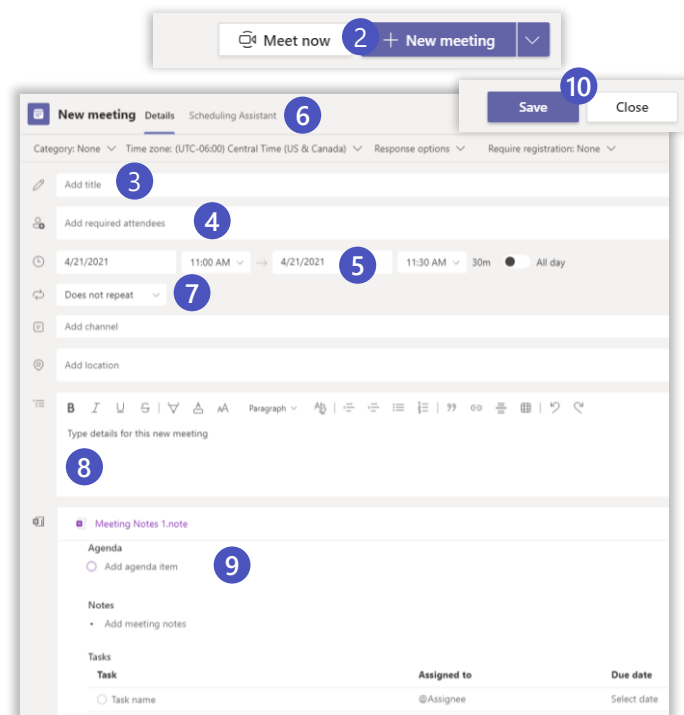 Meet now 2 + New meeting
10
Save Close
New meeting Details Scheduling Assistant 6
Category: None Time zone: (UTC-06:00) Central Time (US & Canada) Response options Require registration: None
Add title 3
Add required attendees 4
4/21/2021 11:00 AM → 4/21/2021 5 11:30 AM 30m All day
Does not repeat 7
Add channel
Add location
B I U S A AA Paragraph Ab
Type details for this new meeting
8
Meeting Notes 1.note
Agenda
Add agenda item 9
Notes
• Add meeting notes
Tasks
Task Assigned to Due date
Task name @Assignee Select date